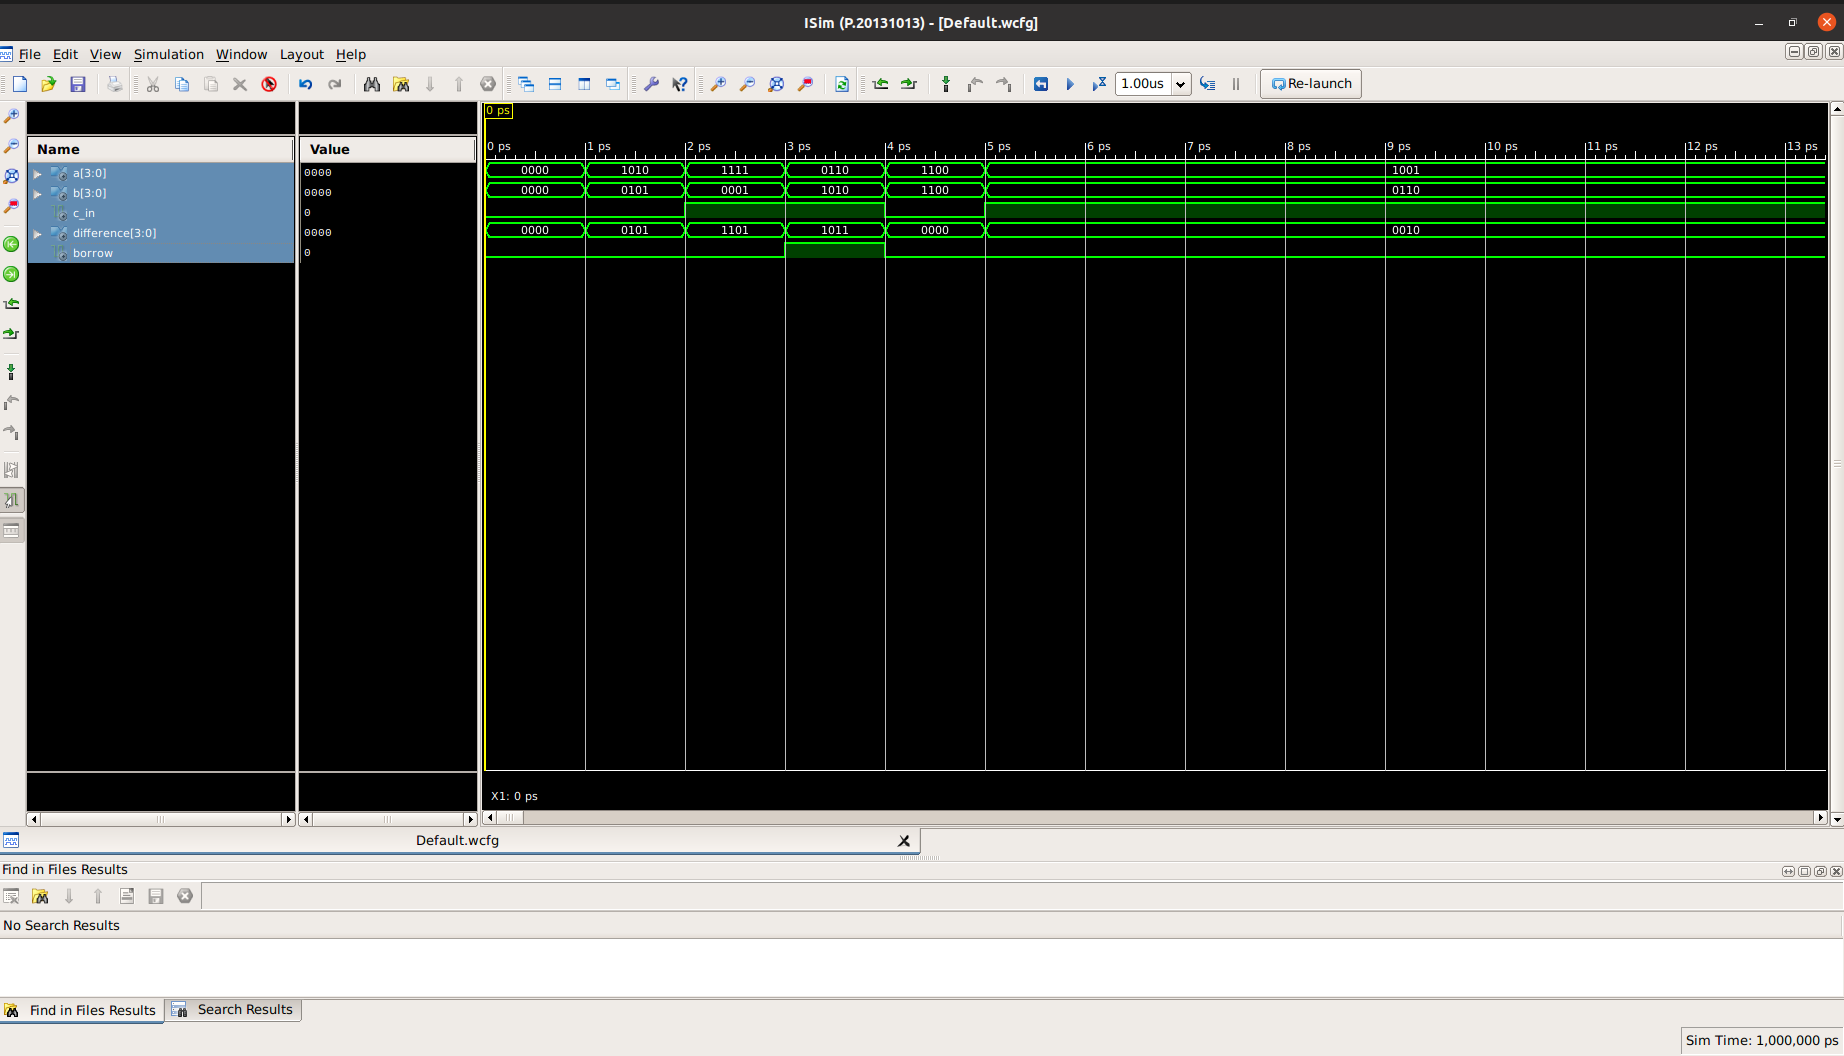 ISim (P.20131013) - [Default.wcfg]
File Edit View Simulation Window Layout Help
1.00us
Re-launch
0 ps
Name Value
0 ps 1 ps 2 ps 3 ps 4 ps 5 ps 6 ps 7 ps 8 ps 9 ps 10 ps 11 ps 12 ps 13 ps
a[3:0] 0000 0000 1010 1111 0110 1100 1001
b[3:0] 0000 0000 0101 0001 1010 1100 0110
c_in 0
difference[3:0] 0000 0000 0101 1101 1011 0000 0010
borrow 0
X1: 0 ps
Default.wcfg
Find in Files Results
No Search Results
Find in Files Results Search Results
Sim Time: 1,000,000 ps